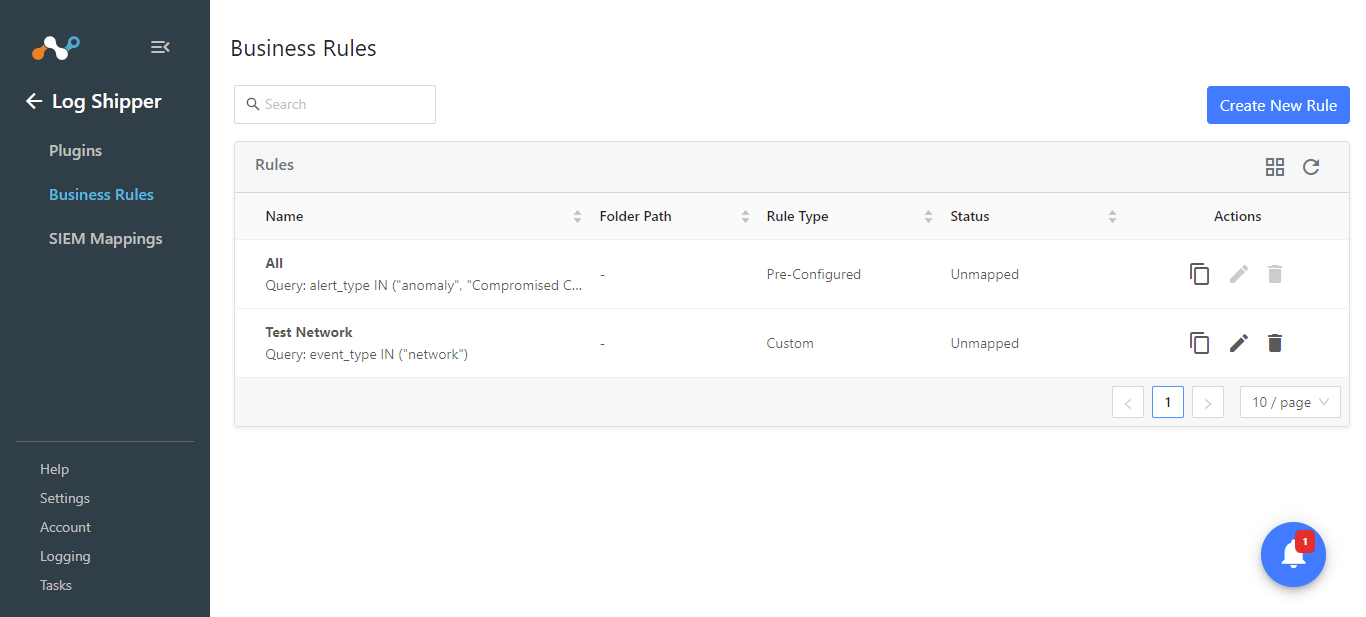 Log Shipper
Plugins
Business Rules
SIEM Mappings
Help
Settings
Account
Logging
Tasks
Business Rules
Search
Create New Rule
Rules
Name Folder Path Rule Type Status Actions
All
Query: alert_type IN ("anomaly", "Compromised C...
- Pre-Configured Unmapped
Test Network
Query: event_type IN ("network")
- Custom Unmapped
< 1 > 10 / page
1